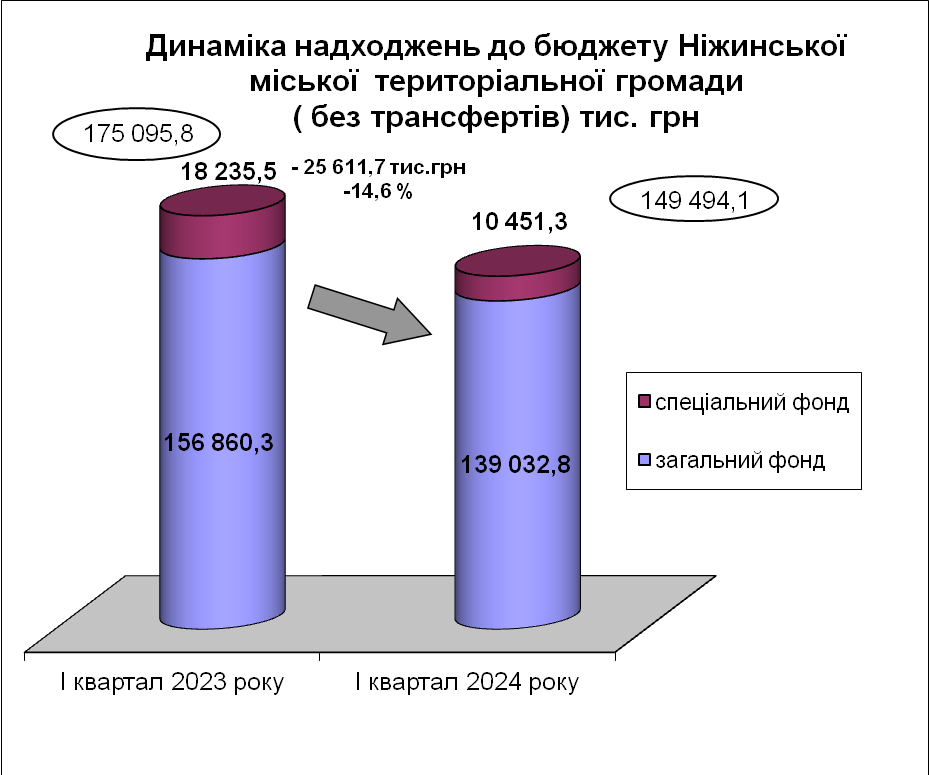 Динаміка надходжень до бюджету Ніжинської
міської територіальної громади
( без трансфертів) тис. грн
175 095,8
18 235,5
- 25 611,7 тис.грн
-14,6 %
149 494,1
10 451,3
156 860,3
139 032,8
спеціальний фонд
загальний фонд
І квартал 2023 року
І квартал 2024 року